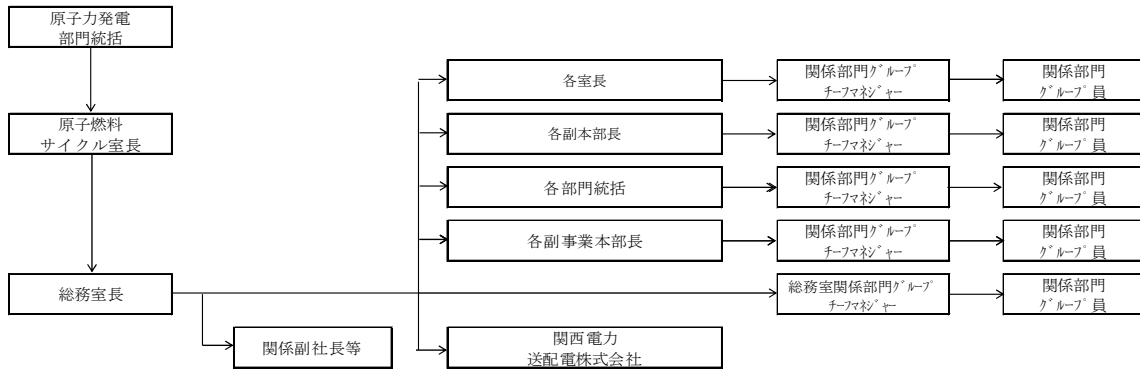 原子力発電
部門統括
原子燃料
サイクル室長
総務室長
関係副社長等
各室長
関係部門ｸﾞﾙｰﾌﾟ
ﾁｰﾌﾏﾈｼﾞｬｰ
関係部門
ｸﾞﾙｰﾌﾟ員
各副本部長
関係部門ｸﾞﾙｰﾌﾟ
ﾁｰﾌﾏﾈｼﾞｬｰ
関係部門
ｸﾞﾙｰﾌﾟ員
各部門統括
関係部門ｸﾞﾙｰﾌﾟ
ﾁｰﾌﾏﾈｼﾞｬｰ
関係部門
ｸﾞﾙｰﾌﾟ員
各副事業本部長
関係部門ｸﾞﾙｰﾌﾟ
ﾁｰﾌﾏﾈｼﾞｬｰ
関係部門
ｸﾞﾙｰﾌﾟ員
総務室関係部門ｸﾞﾙｰﾌﾟ
ﾁｰﾌﾏﾈｼﾞｬｰ
関係部門
ｸﾞﾙｰﾌﾟ員
関西電力
送配電株式会社